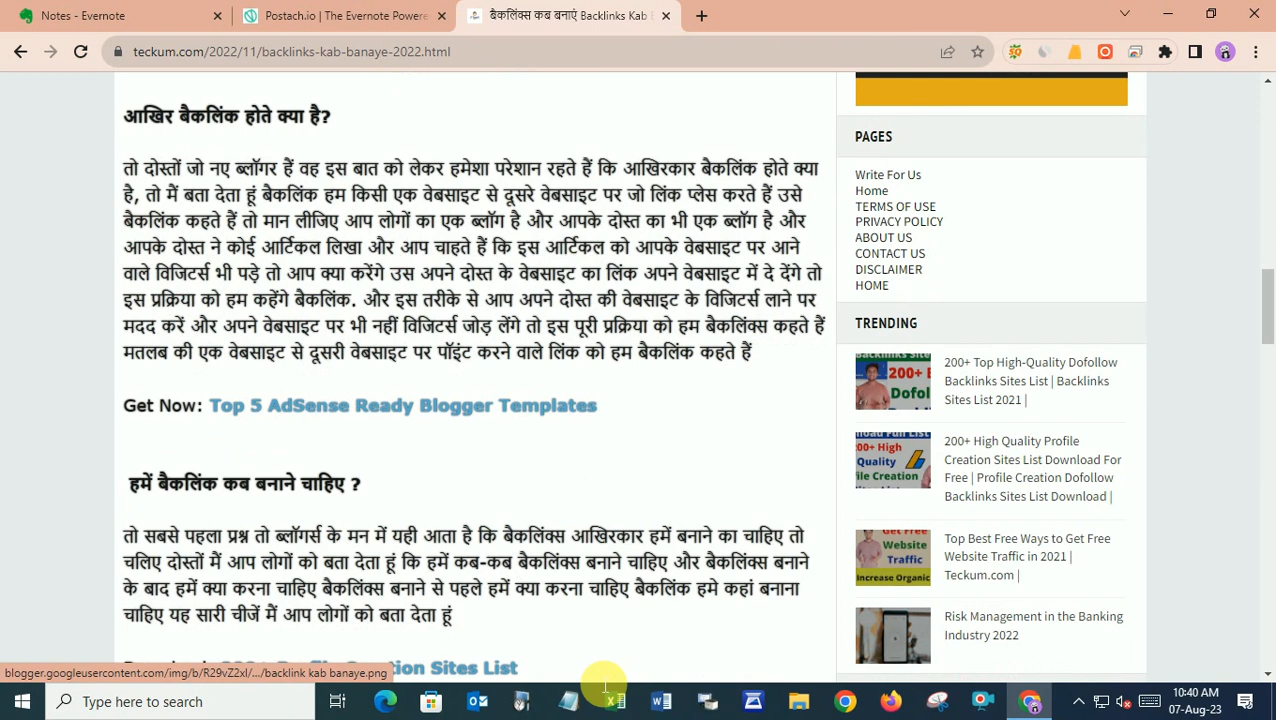 Notes - Evernote
Postach.io | The Evernote Powere
बैकलिंक्स कब बनाएं Backlinks Kab
teckum.com/2022/11/backlinks-kab-banaye-2022.html
आखिर बैकलिंक होते क्या है?
तो दोस्तों जो नए ब्लॉगर हैं वह इस बात को लेकर हमेशा परेशान रहते हैं कि आखिरकार बैकलिंक होते क्या
है, तो मैं बता देता हूं बैकलिंक हम किसी एक वेबसाइट से दूसरे वेबसाइट पर जो लिंक प्लेस करते हैं उसे
बैकलिंक कहते हैं तो मान लीजिए आप लोगों का एक ब्लॉग है और आपके दोस्त का भी एक ब्लॉग है और
आपके दोस्त ने कोई आर्टिकल लिखा और आप चाहते हैं कि इस आर्टिकल को आपके वेबसाइट पर आने
वाले विजिटर्स भी पड़े तो आप क्या करेंगे उस अपने दोस्त के वेबसाइट का लिंक अपने वेबसाइट में दे देंगे तो
इस प्रक्रिया को हम कहेंगे बैकलिंक. और इस तरीके से आप अपने दोस्त की वेबसाइट के विजिटर्स लाने पर
मदद करें और अपने वेबसाइट पर भी नहीं विजिटर्स जोड़ लेंगे तो इस पूरी प्रक्रिया को हम बैकलिंक्स कहते हैं
मतलब की एक वेबसाइट से दूसरी वेबसाइट पर पॉइंट करने वाले लिंक को हम बैकलिंक कहते हैं
Get Now: Top 5 AdSense Ready Blogger Templates
हमें बैकलिंक कब बनाने चाहिए ?
तो सबसे पहला प्रश्न तो ब्लॉगर्स के मन में यही आता है कि बैकलिंक्स आखिरकार हमें बनाने का चाहिए तो
चलिए दोस्तों मैं आप लोगों को बता देता हूं कि हमें कब-कब बैकलिंक्स बनाने चाहिए और बैकलिंक्स बनाने
के बाद हमें क्या करना चाहिए बैकलिंक्स बनाने से पहले हमें क्या करना चाहिए बैकलिंक हमे कहां बनाना
चाहिए यह सारी चीजें मैं आप लोगों को बता देता हूं
Sites List
PAGES
Write For Us
Home
TERMS OF USE
PRIVACY POLICY
ABOUT US
CONTACT US
DISCLAIMER
HOME
TRENDING
200+ Top High-Quality Dofollow
Backlinks Sites List | Backlinks
Sites List 2021 |
200+ High Quality Profile
Creation Sites List Download For
Free | Profile Creation Dofollow
Backlinks Sites List Download |
Top Best Free Ways to Get Free
Website Traffic in 2021 |
Teckum.com |
Risk Management in the Banking
Industry 2022
blogger.googleusercontent.com/img/b/R29vZ2xl/.../backlink kab banaye.png
Type here to search
10:40 AM
07-Aug-23